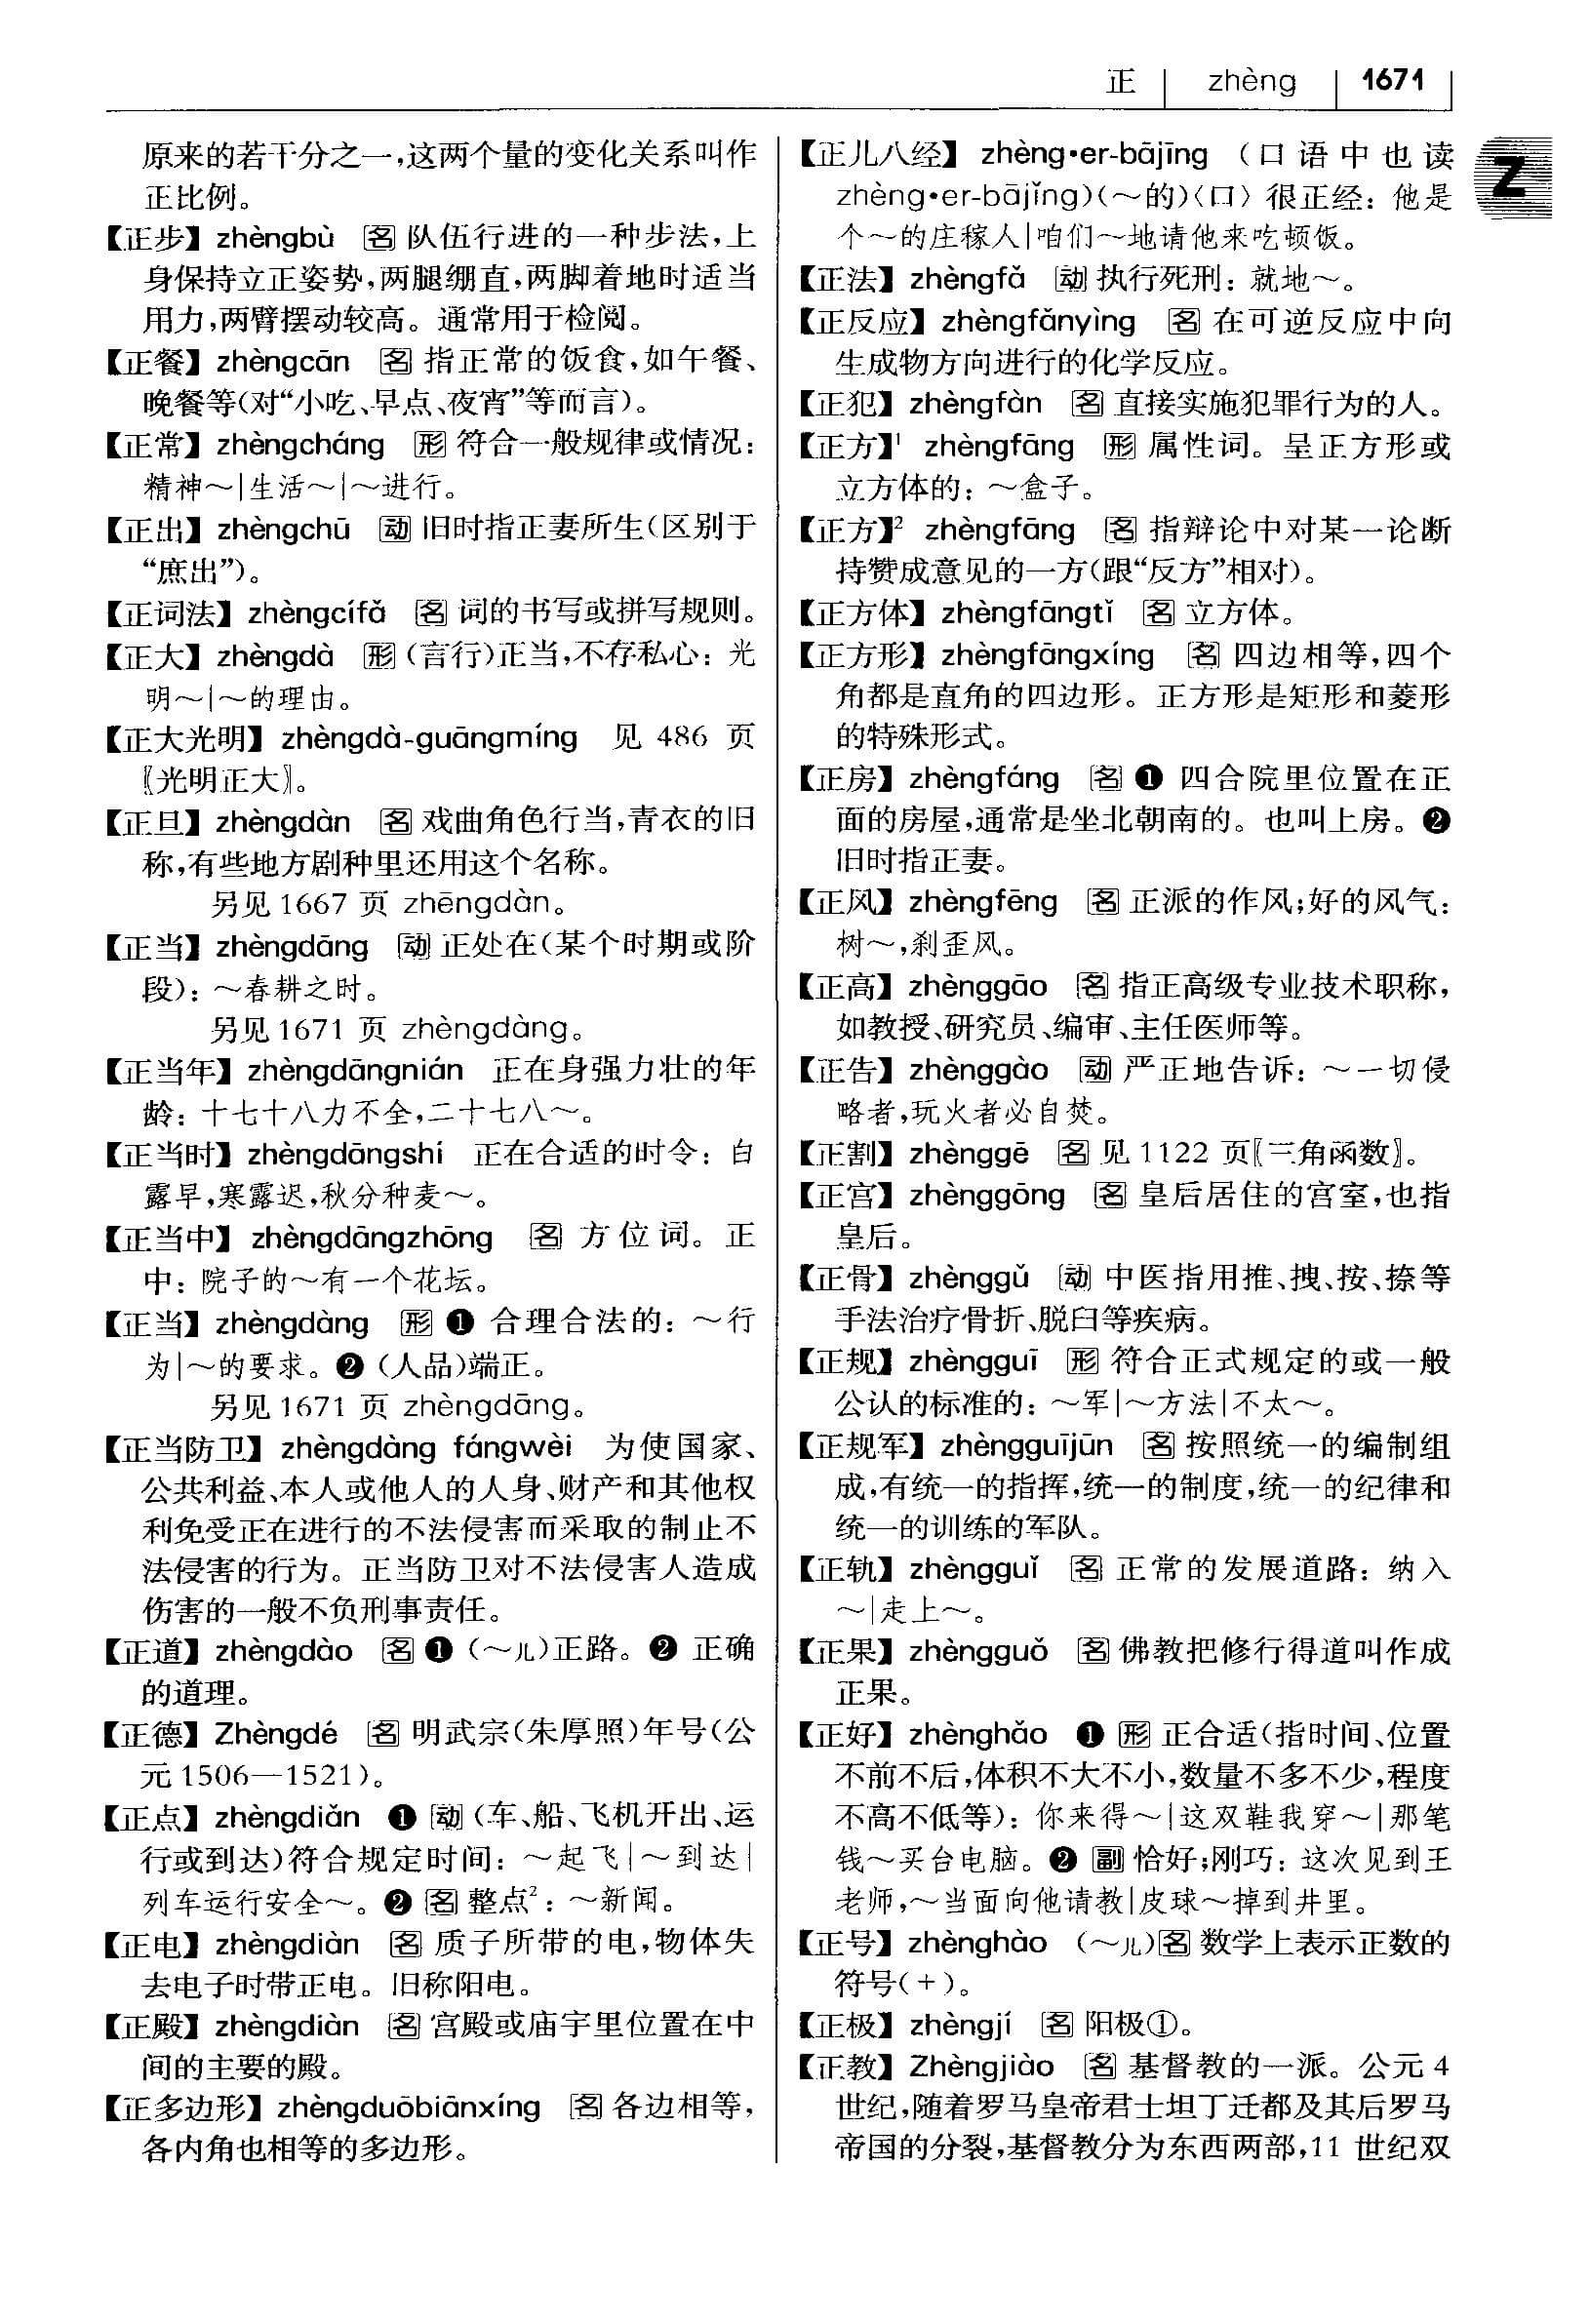 正 zhèng 1671
Z
原来的若干分之一,这两个量的变化关系叫作
正比例。
【正步】 zhèngbù 名 队伍行进的一种步法,上
身保持立正姿势,两腿绷直,两脚着地时适当
用力,两臂摆动较高。通常用于检阅。
【正餐】 zhèngcān 名 指正常的饭食,如午餐、
晚餐等(对“小吃、早点、夜宵”等而言)。
【正常】 zhèngcháng 形 符合一般规律或情况:
精神~|生活~|~进行。
【正出】 zhèngchū 动 旧时指正妻所生(区别于
“庶出”)。
【正词法】 zhèngcífǎ 名 词的书写或拼写规则。
【正大】 zhèngdà 形 (言行)正当,不存私心: 光
明~|~的理由。
【正大光明】 zhèngdà-guāngmíng 见 486 页
〖光明正大〗。
【正旦】 zhèngdàn 名 戏曲角色行当,青衣的旧
称,有些地方剧种里还用这个名称。
另见 1667 页 zhēngdàn。
【正当】 zhèngdāng 动 正处在(某个时期或阶
段): ~春耕之时。
另见 1671 页 zhèngdàng。
【正当年】 zhèngdāngnián 正在身强力壮的年
龄: 十七十八力不全,二十七八~。
【正当时】 zhèngdāngshí 正在合适的时令: 白
露早,寒露迟,秋分种麦~。
【正当中】 zhèngdāngzhōng 名 方位词。正
中: 院子的~有一个花坛。
【正当】 zhèngdàng 形 ❶ 合理合法的: ~行
为|~的要求。❷ (人品)端正。
另见 1671 页 zhèngdāng。
【正当防卫】 zhèngdàng fángwèi 为使国家、
公共利益、本人或他人的人身、财产和其他权
利免受正在进行的不法侵害而采取的制止不
法侵害的行为。正当防卫对不法侵害人造成
伤害的一般不负刑事责任。
【正道】 zhèngdào 名 ❶ (~儿)正路。❷ 正确
的道理。
【正德】 Zhèngdé 名 明武宗(朱厚照)年号(公
元 1506—1521)。
【正点】 zhèngdiǎn ❶ 动 (车、船、飞机开出、运
行或到达)符合规定时间: ~起飞|~到达|
列车运行安全~。❷ 名 整点²: ~新闻。
【正电】 zhèngdiàn 名 质子所带的电,物体失
去电子时带正电。旧称阳电。
【正殿】 zhèngdiàn 名 宫殿或庙宇里位置在中
间的主要的殿。
【正多边形】 zhèngduōbiānxíng 名 各边相等,
各内角也相等的多边形。
【正儿八经】 zhèng•er-bājīng (口语中也读
zhèng•er-bājǐng)(~的)〈口〉 很正经: 他是
个~的庄稼人|咱们~地请他来吃顿饭。
【正法】 zhèngfǎ 动 执行死刑: 就地~。
【正反应】 zhèngfǎnyìng 名 在可逆反应中向
生成物方向进行的化学反应。
【正犯】 zhèngfàn 名 直接实施犯罪行为的人。
【正方】¹ zhèngfāng 形 属性词。呈正方形或
立方体的: ~盒子。
【正方】² zhèngfāng 名 指辩论中对某一论断
持赞成意见的一方(跟“反方”相对)。
【正方体】 zhèngfāngtǐ 名 立方体。
【正方形】 zhèngfāngxíng 名 四边相等,四个
角都是直角的四边形。正方形是矩形和菱形
的特殊形式。
【正房】 zhèngfáng 名 ❶ 四合院里位置在正
面的房屋,通常是坐北朝南的。也叫上房。❷
旧时指正妻。
【正风】 zhèngfēng 名 正派的作风;好的风气:
树~,刹歪风。
【正高】 zhènggāo 名 指正高级专业技术职称,
如教授、研究员、编审、主任医师等。
【正告】 zhènggào 动 严正地告诉: ~一切侵
略者,玩火者必自焚。
【正割】 zhènggē 名 见 1122 页〖三角函数〗。
【正宫】 zhènggōng 名 皇后居住的宫室,也指
皇后。
【正骨】 zhènggǔ 动 中医指用推、拽、按、捺等
手法治疗骨折、脱臼等疾病。
【正规】 zhèngguī 形 符合正式规定的或一般
公认的标准的: ~军|~方法|不太~。
【正规军】 zhèngguījūn 名 按照统一的编制组
成,有统一的指挥,统一的制度,统一的纪律和
统一的训练的军队。
【正轨】 zhèngguǐ 名 正常的发展道路: 纳入
~|走上~。
【正果】 zhèngguǒ 名 佛教把修行得道叫作成
正果。
【正好】 zhènghǎo ❶ 形 正合适(指时间、位置
不前不后,体积不大不小,数量不多不少,程度
不高不低等): 你来得~|这双鞋我穿~|那笔
钱~买台电脑。❷ 副 恰好;刚巧: 这次见到王
老师,~当面向他请教|皮球~掉到井里。
【正号】 zhènghào (~儿)名 数学上表示正数的
符号(+)。
【正极】 zhèngjí 名 阳极①。
【正教】 Zhèngjiào 名 基督教的一派。公元 4
世纪,随着罗马皇帝君士坦丁迁都及其后罗马
帝国的分裂,基督教分为东西两部,11 世纪双